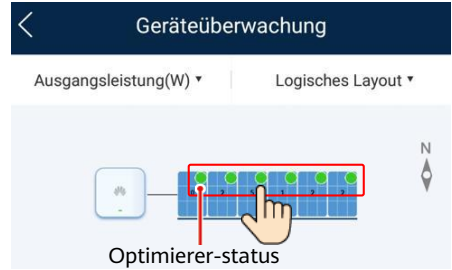 Geräteüberwachung
Ausgangsleistung(W) ▾ Logisches Layout ▾
N
Optimierer-status